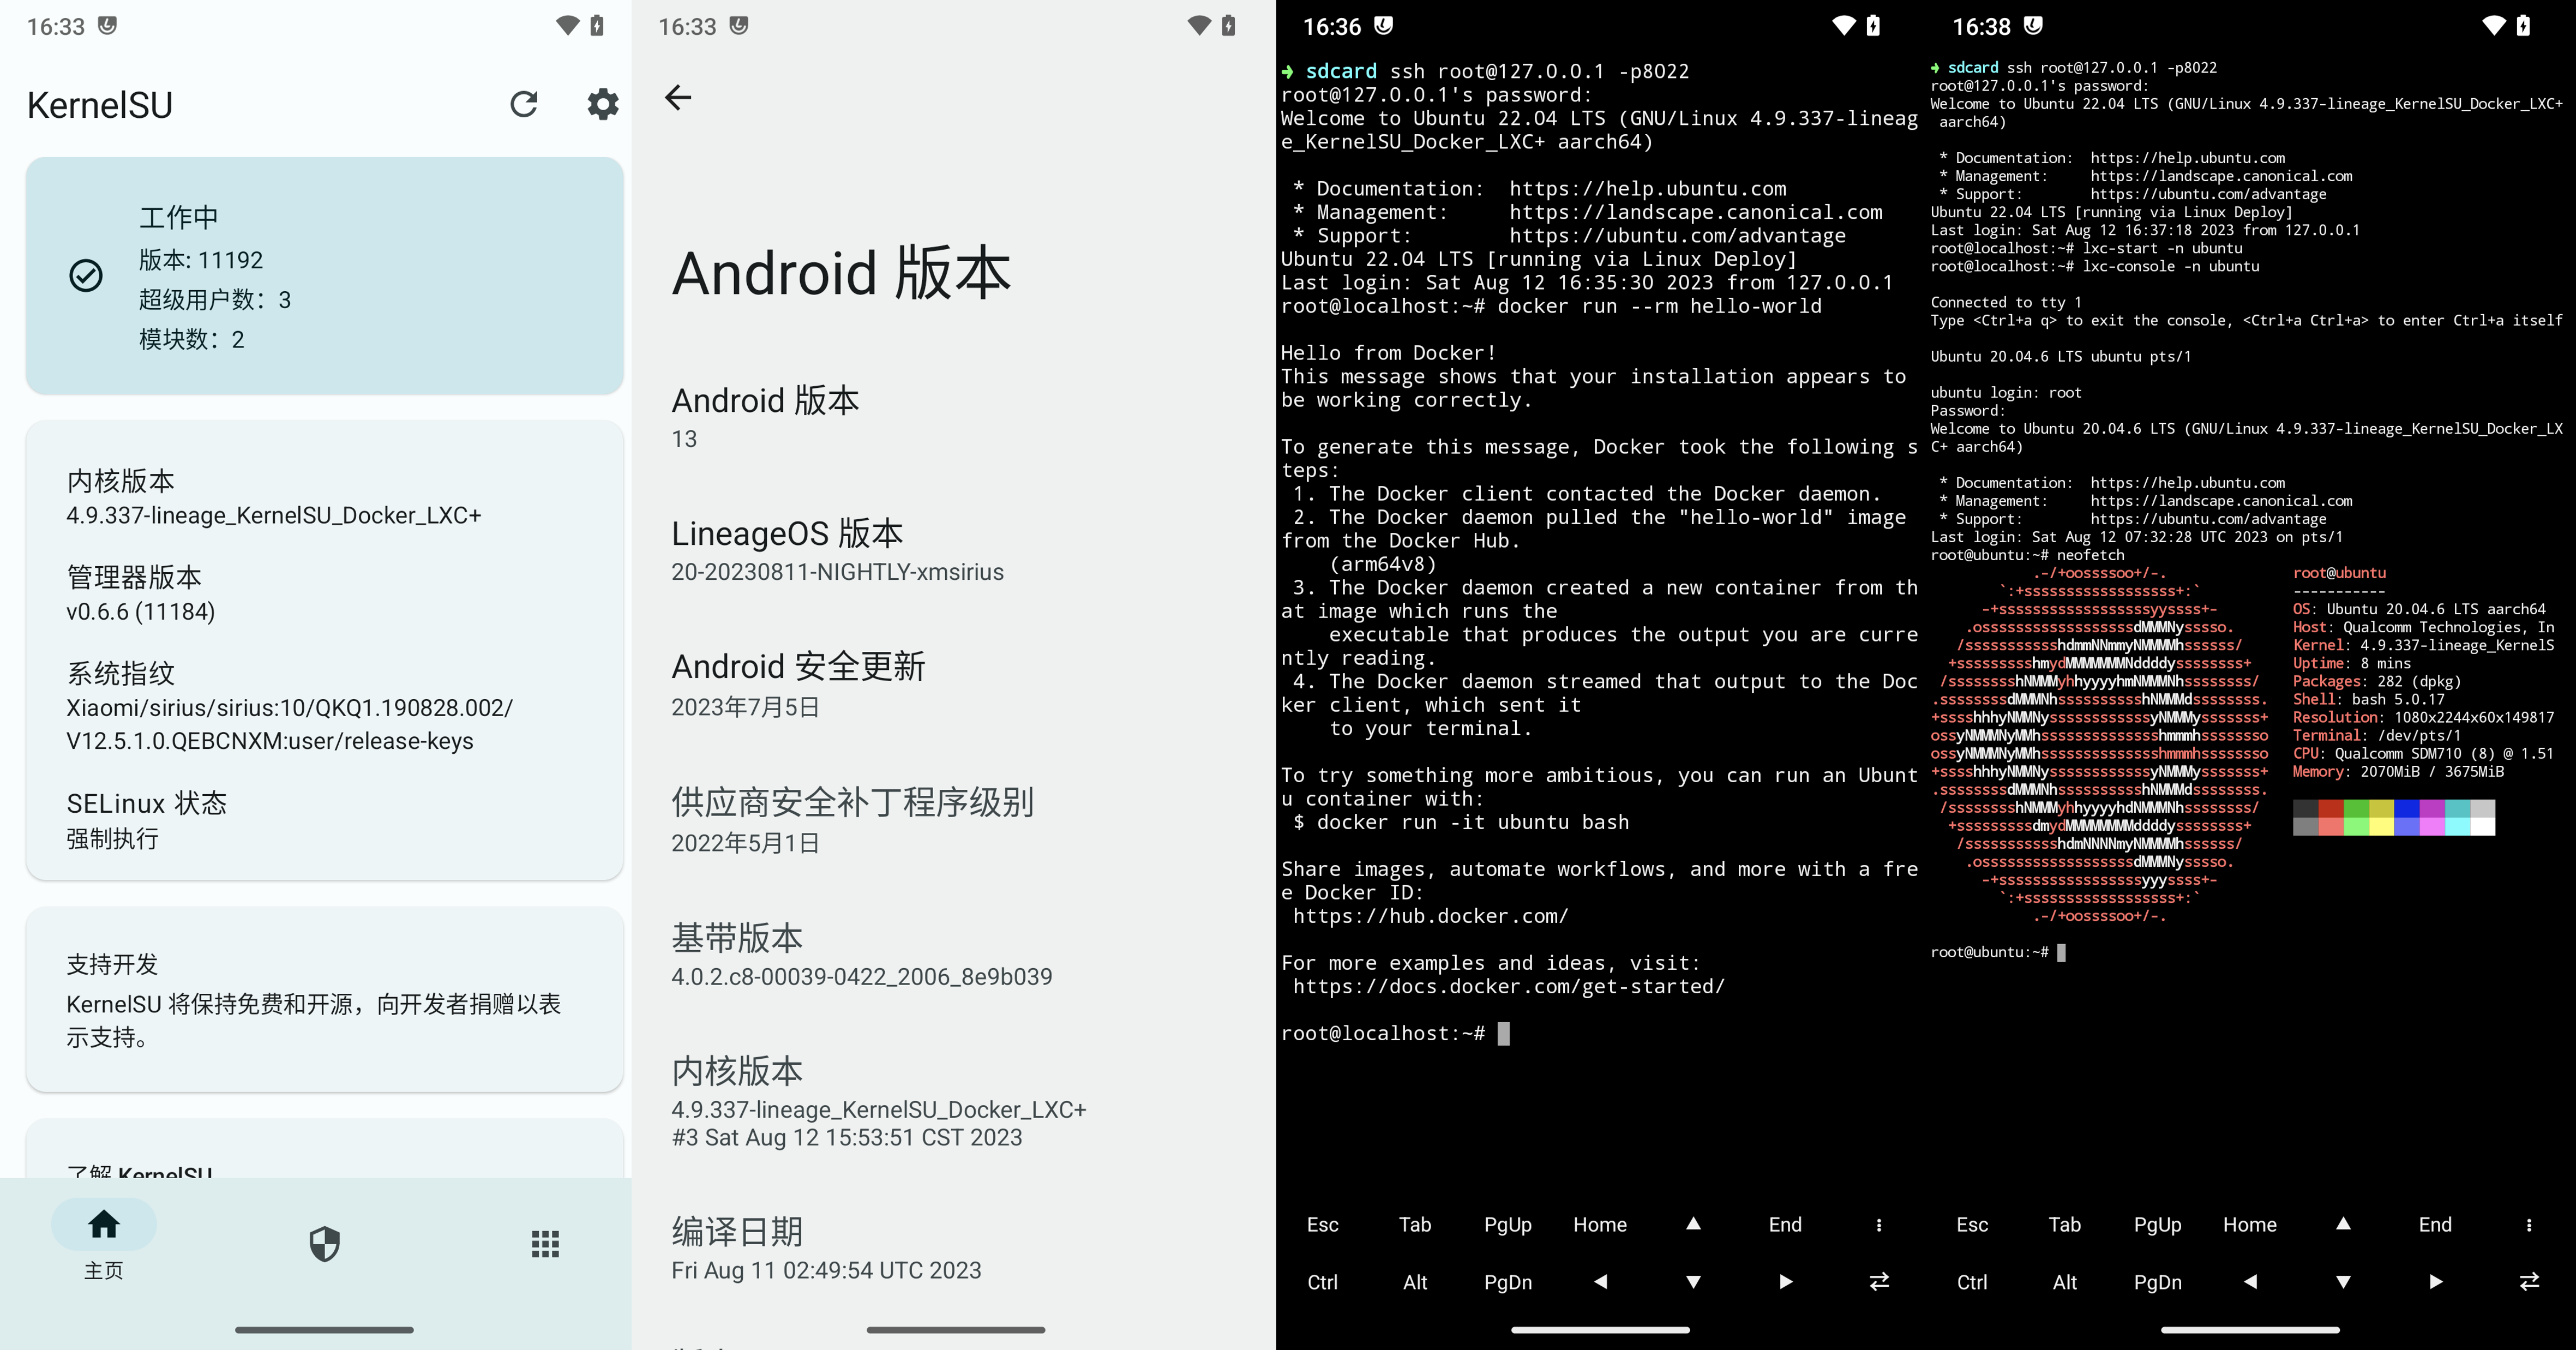 16:33
KernelSU
工作中
版本: 11192
超级用户数：3
模块数：2
内核版本
4.9.337-lineage_KernelSU_Docker_LXC+
管理器版本
v0.6.6 (11184)
系统指纹
Xiaomi/sirius/sirius:10/QKQ1.190828.002/
V12.5.1.0.QEBCNXM:user/release-keys
SELinux 状态
强制执行
支持开发
KernelSU 将保持免费和开源，向开发者捐赠以表
示支持。
了解 KernelSU
主页
16:33
Android 版本
Android 版本
13
LineageOS 版本
20-20230811-NIGHTLY-xmsirius
Android 安全更新
2023年7月5日
供应商安全补丁程序级别
2022年5月1日
基带版本
4.0.2.c8-00039-0422_2006_8e9b039
内核版本
4.9.337-lineage_KernelSU_Docker_LXC+
#3 Sat Aug 12 15:53:51 CST 2023
编译日期
Fri Aug 11 02:49:54 UTC 2023
16:36
➜ sdcard ssh root@127.0.0.1 -p8022
root@127.0.0.1's password:
Welcome to Ubuntu 22.04 LTS (GNU/Linux 4.9.337-lineag
e_KernelSU_Docker_LXC+ aarch64)
* Documentation: https://help.ubuntu.com
* Management: https://landscape.canonical.com
* Support: https://ubuntu.com/advantage
Ubuntu 22.04 LTS [running via Linux Deploy]
Last login: Sat Aug 12 16:35:30 2023 from 127.0.0.1
root@localhost:~# docker run --rm hello-world
Hello from Docker!
This message shows that your installation appears to
be working correctly.
To generate this message, Docker took the following s
teps:
1. The Docker client contacted the Docker daemon.
2. The Docker daemon pulled the "hello-world" image
from the Docker Hub.
(arm64v8)
3. The Docker daemon created a new container from th
at image which runs the
executable that produces the output you are curre
ntly reading.
4. The Docker daemon streamed that output to the Doc
ker client, which sent it
to your terminal.
To try something more ambitious, you can run an Ubunt
u container with:
$ docker run -it ubuntu bash
Share images, automate workflows, and more with a fre
e Docker ID:
https://hub.docker.com/
For more examples and ideas, visit:
https://docs.docker.com/get-started/
root@localhost:~#
Esc Tab PgUp Home ▲ End
Ctrl Alt PgDn ◀ ▼ ▶ ⇄
16:38
➜ sdcard ssh root@127.0.0.1 -p8022
root@127.0.0.1's password:
Welcome to Ubuntu 22.04 LTS (GNU/Linux 4.9.337-lineage_KernelSU_Docker_LXC+
aarch64)
* Documentation: https://help.ubuntu.com
* Management: https://landscape.canonical.com
* Support: https://ubuntu.com/advantage
Ubuntu 22.04 LTS [running via Linux Deploy]
Last login: Sat Aug 12 16:37:18 2023 from 127.0.0.1
root@localhost:~# lxc-start -n ubuntu
root@localhost:~# lxc-console -n ubuntu
Connected to tty 1
Type <Ctrl+a q> to exit the console, <Ctrl+a Ctrl+a> to enter Ctrl+a itself
Ubuntu 20.04.6 LTS ubuntu pts/1
ubuntu login: root
Password:
Welcome to Ubuntu 20.04.6 LTS (GNU/Linux 4.9.337-lineage_KernelSU_Docker_LX
C+ aarch64)
* Documentation: https://help.ubuntu.com
* Management: https://landscape.canonical.com
* Support: https://ubuntu.com/advantage
Last login: Sat Aug 12 07:32:28 UTC 2023 on pts/1
root@ubuntu:~# neofetch
root@ubuntu
-----------
OS: Ubuntu 20.04.6 LTS aarch64
Host: Qualcomm Technologies, In
Kernel: 4.9.337-lineage_KernelS
Uptime: 8 mins
Packages: 282 (dpkg)
Shell: bash 5.0.17
Resolution: 1080x2244x60x149817
Terminal: /dev/pts/1
CPU: Qualcomm SDM710 (8) @ 1.51
Memory: 2070MiB / 3675MiB
root@ubuntu:~#
Esc Tab PgUp Home ▲ End
Ctrl Alt PgDn ◀ ▼ ▶ ⇄